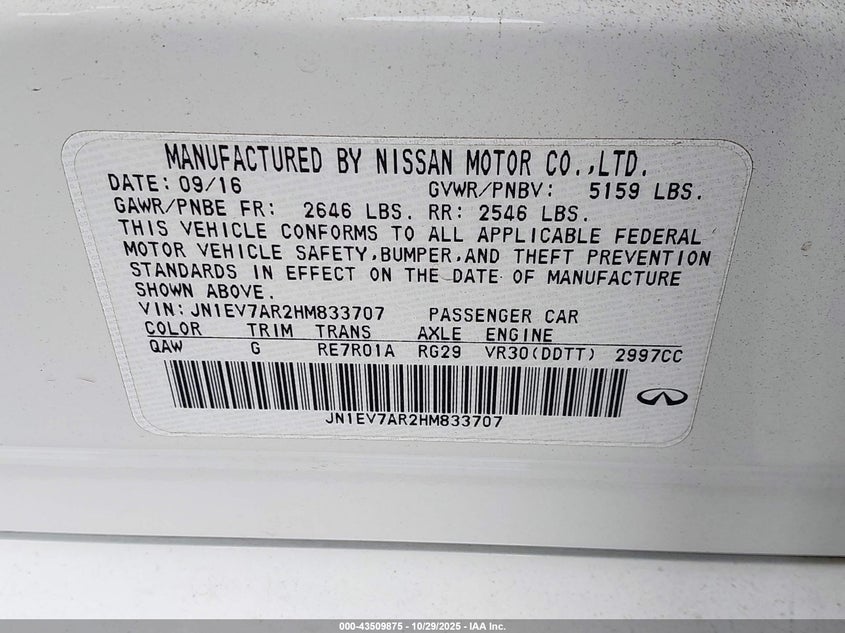 MANUFACTURED BY NISSAN MOTOR CO.,LTD.
DATE: 09/16 GVWR/PNBV: 5159 LBS.
GAWR/PNBE FR: 2646 LBS. RR: 2546 LBS.
THIS VEHICLE CONFORMS TO ALL APPLICABLE FEDERAL
MOTOR VEHICLE SAFETY,BUMPER,AND THEFT PREVENTION
STANDARDS IN EFFECT ON THE DATE OF MANUFACTURE
SHOWN ABOVE.
VIN: JN1EV7AR2HM833707 PASSENGER CAR
COLOR TRIM TRANS AXLE ENGINE
QAW G RE7R01A RG29 VR30(DDTT) 2997CC
JN1EV7AR2HM833707
000-43509875 - 10/29/2025 - IAA Inc.